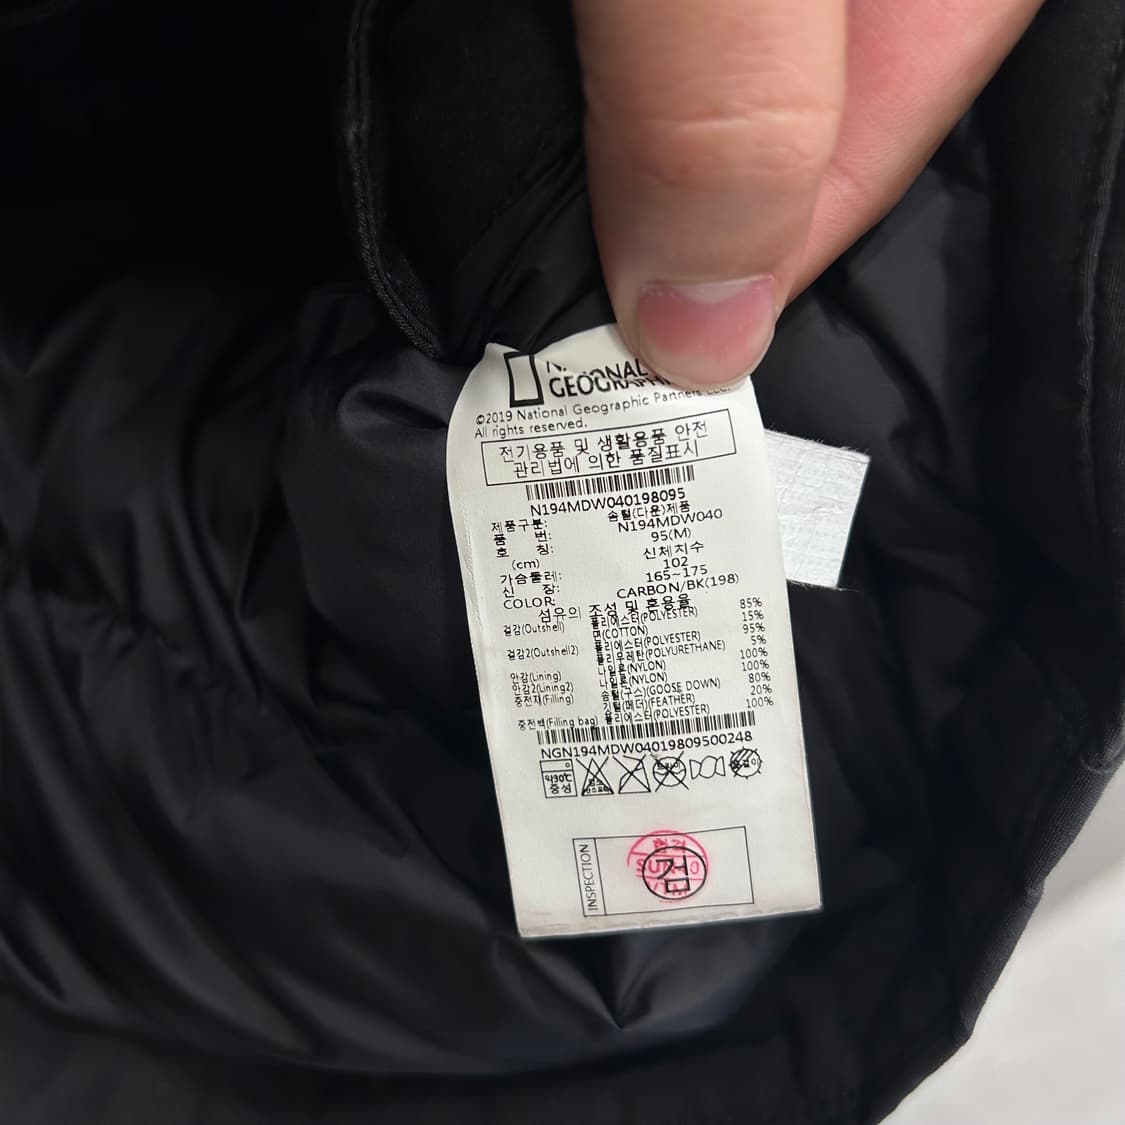 NATIONAL
GEOGRAPHIC
©2019 National Geographic Partners LLC.
All rights reserved.
전기용품 및 생활용품 안전
관리법에 의한 품질표시
N194MDW040198095
제품구분: 솜털(다운)제품
품 번: N194MDW040
호 칭: 95(M)
(cm) 신체치수
가슴둘레: 102
신 장: 165~175
COLOR: CARBON/BK(198)
섬유의 조성 및 혼용율
겉감(Outshell) 폴리에스터(POLYESTER) 85%
면(COTTON) 15%
겉감2(Outshell2) 폴리에스터(POLYESTER) 95%
폴리우레탄(POLYURETHANE) 5%
안감(Lining) 나일론(NYLON) 100%
안감2(Lining2) 나일론(NYLON) 100%
충전재(Filling) 솜털(구스)(GOOSE DOWN) 80%
깃털(페더)(FEATHER) 20%
충전백(Filling bag) 폴리에스터(POLYESTER) 100%
NGN194MDW04019809500248
약30℃
중성
INSPECTION
검